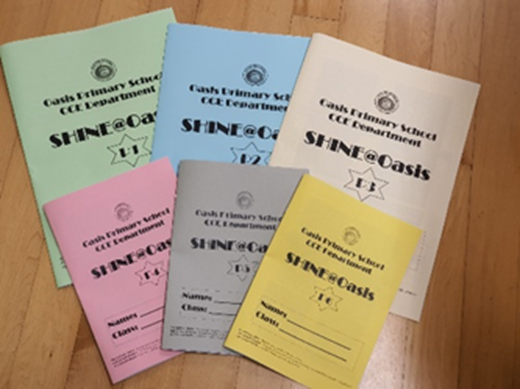 Oasis Primary School
CCE Department
SHINE@Oasis
P1
Oasis Primary Sch
CCE Department
SHINE@Oa
P2
Oasis Primary School
CCE Department
SHINE@Oasis
P3
Oasis Primary School
CCE Department
SHINE@Oasis
P4
Name:
Class:
Oasis Primary School
CCE Department
SHINE@Oasis
P5
Name:
Class:
Oasis Primary School
CCE Department
SHINE@Oasis
P6
Name:
Class: